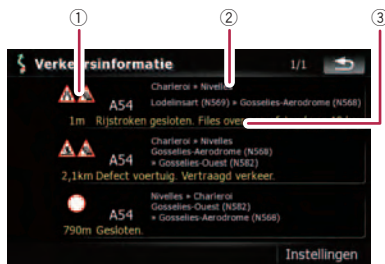 ① ② ③
Verkeersinformatie 1/1
Charleroi » Nivelles
A54 Lodelinsart (N569) » Gosselies-Aerodrome (N568)
1m Rijstroken gesloten. Files over
Charleroi » Nivelles
Gosselies-Aerodrome (N568)
A54 » Gosselies-Ouest (N582)
2,1km Defect voertuig. Vertraagd verkeer.
Nivelles » Charleroi
Gosselies-Ouest (N582)
A54 » Gosselies-Aerodrome (N568)
790m Gesloten.
Instellingen